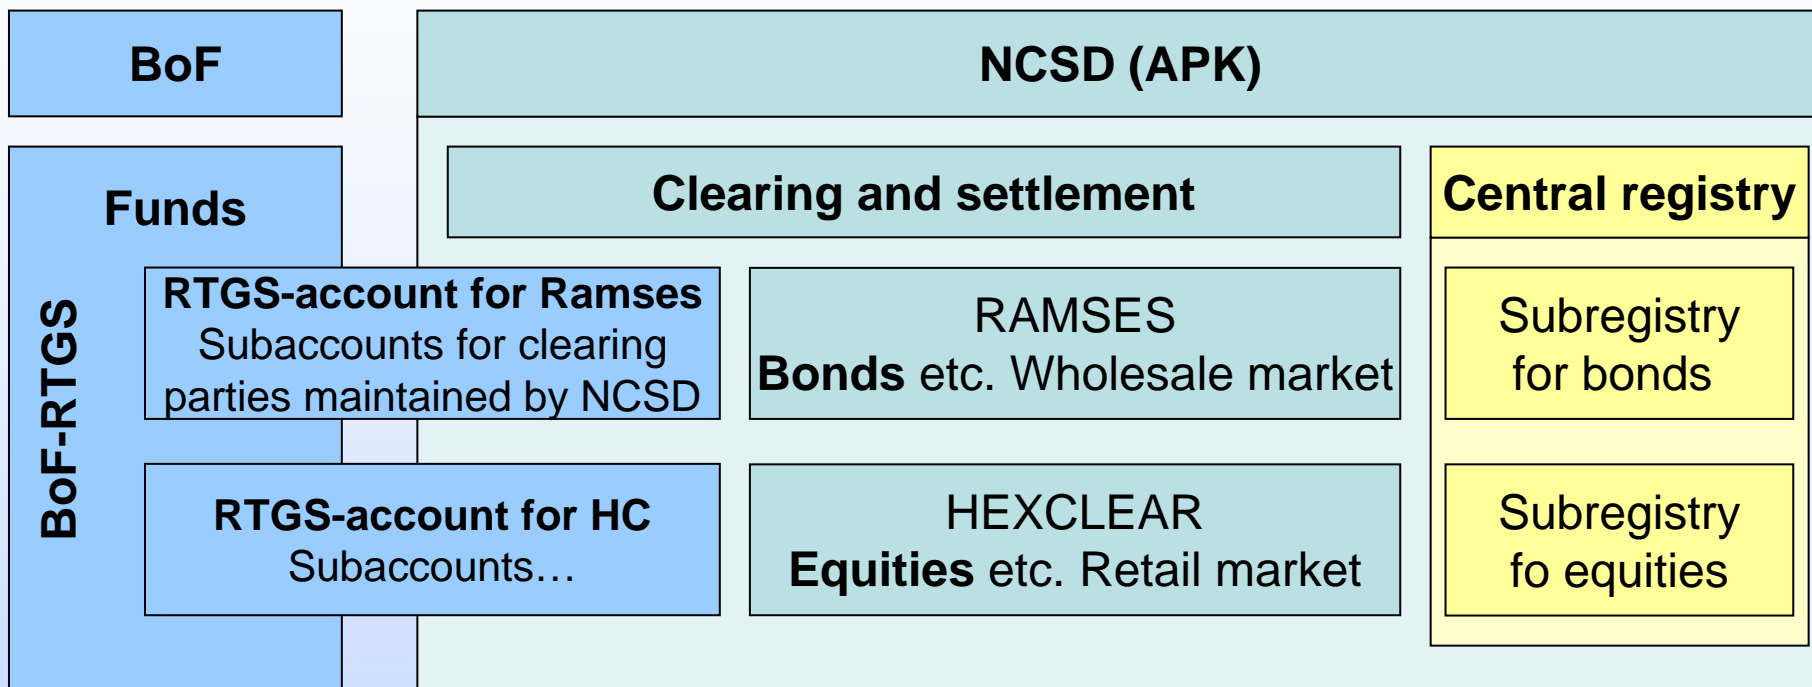 BoF
NCSD (APK)
Funds
Clearing and settlement
Central registry
BoF-RTGS
RTGS-account for Ramses
Subaccounts for clearing
parties maintained by NCSD
RAMSES
Bonds etc. Wholesale market
Subregistry
for bonds
RTGS-account for HC
Subaccounts…
HEXCLEAR
Equities etc. Retail market
Subregistry
fo equities